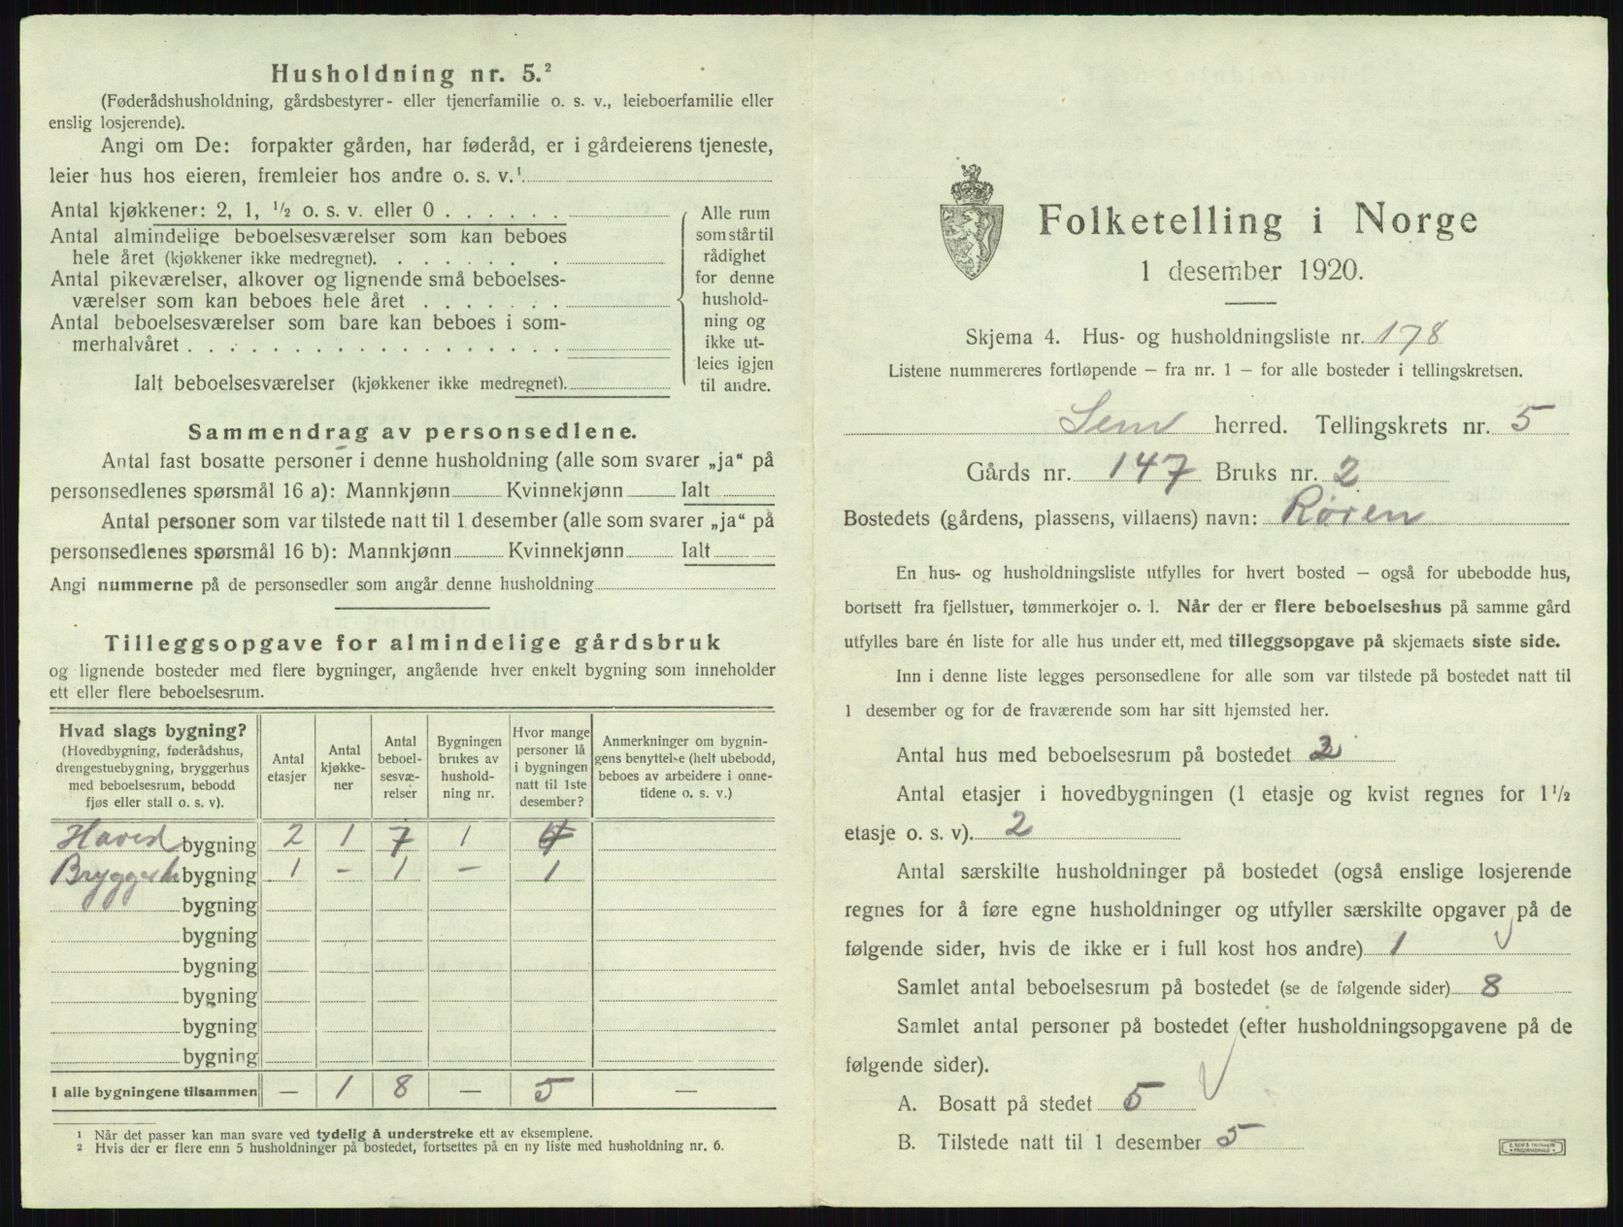 Husholdning nr. 5.²
(Føderådshusholdning, gårdsbestyrer- eller tjenerfamilie o. s. v., leieboerfamilie eller
enslig losjerende).
Angi om De: forpakter gården, har føderåd, er i gårdeierens tjeneste,
leier hus hos eieren, fremleier hos andre o. s. v.¹
Antal kjøkkener: 2, 1, ½ o. s. v. eller 0 . . . . . .
Antal almindelige beboelsesværelser som kan beboes
hele året (kjøkkener ikke medregnet). . . . . . . .
Antal pikeværelser, alkover og lignende små beboelses-
værelser som kan beboes hele året . . . . . . .
Antal beboelsesværelser som bare kan beboes i som-
merhalvåret . . . . . . . . . . . . . . . . . .
Ialt beboelsesværelser (kjøkkener ikke medregnet).
Alle rum
som står til
rådighet
for denne
hushold-
ning og
ikke ut-
leies igjen
til andre.
Sammendrag av personsedlene.
Antal fast bosatte personer i denne husholdning (alle som svarer „ja“ på
personsedlenes spørsmål 16 a): Mannkjønn Kvinnekjønn Ialt
Antal personer som var tilstede natt til 1 desember (alle som svarer „ja“ på
personsedlenes spørsmål 16 b): Mannkjønn Kvinnekjønn Ialt
Angi nummerne på de personsedler som angår denne husholdning
Tilleggsopgave for almindelige gårdsbruk
og lignende bosteder med flere bygninger, angående hver enkelt bygning som inneholder
ett eller flere beboelsesrum.
Hvad slags bygning?
(Hovedbygning, føderådshus,
drengestuebygning, bryggerhus
med beboelsesrum, bebodd
fjøs eller stall o. s. v).
Antal
etasjer
Antal
kjøkke-
ner
Antal
beboel-
sesvæ-
relser
Bygningen
brukes av
hushold-
ning nr.
Hvor mange
personer lå
i bygningen
natt til 1ste
desember?
Anmerkninger om bygnin-
gens benyttelse (helt ubebodd,
beboes av arbeidere i onne-
tidene o. s. v.)
Hoved bygning 2 1 7 1 4
Bryggeh bygning 1 - 1 - 1
bygning
bygning
bygning
bygning
bygning
bygning
I alle bygningene tilsammen — 1 8 — 5 —
¹ Når det passer kan man svare ved tydelig å understreke ett av eksemplene.
² Hvis der er flere enn 5 husholdninger på bostedet, fortsettes på en ny liste med husholdning nr. 6.
Folketelling i Norge
1 desember 1920.
Skjema 4. Hus- og husholdningsliste nr. 178
Listene nummereres fortløpende — fra nr. 1 — for alle bosteder i tellingskretsen.
Sem herred. Tellingskrets nr. 5
Gårds nr. 147 Bruks nr. 2
Bostedets (gårdens, plassens, villaens) navn: Røren
En hus- og husholdningsliste utfylles for hvert bosted — også for ubebodde hus,
bortsett fra fjellstuer, tømmerkojer o. l. Når der er flere beboelseshus på samme gård
utfylles bare én liste for alle hus under ett, med tilleggsopgave på skjemaets siste side.
Inn i denne liste legges personsedlene for alle som var tilstede på bostedet natt til
1 desember og for de fraværende som har sitt hjemsted her.
Antal hus med beboelsesrum på bostedet 2
Antal etasjer i hovedbygningen (1 etasje og kvist regnes for 1½
etasje o. s. v). 2
Antal særskilte husholdninger på bostedet (også enslige losjerende
regnes for å føre egne husholdninger og utfyller særskilte opgaver på de
følgende sider, hvis de ikke er i full kost hos andre) 1
Samlet antal beboelsesrum på bostedet (se de følgende sider) 8
Samlet antal personer på bostedet (efter husholdningsopgavene på de
følgende sider).
A. Bosatt på stedet 5
B. Tilstede natt til 1 desember 5